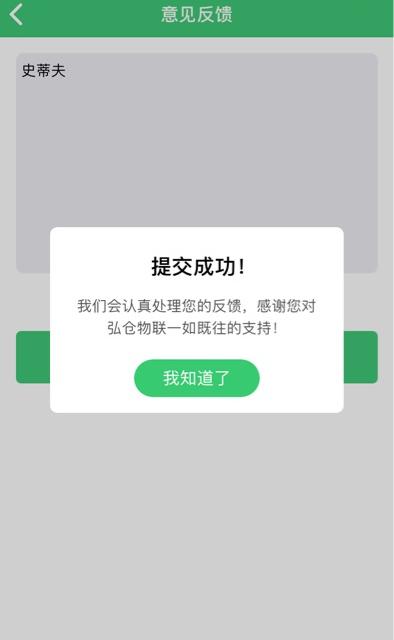 意见反馈
史蒂夫
提交成功！
我们会认真处理您的反馈，感谢您对
弘仓物联一如既往的支持！
我知道了